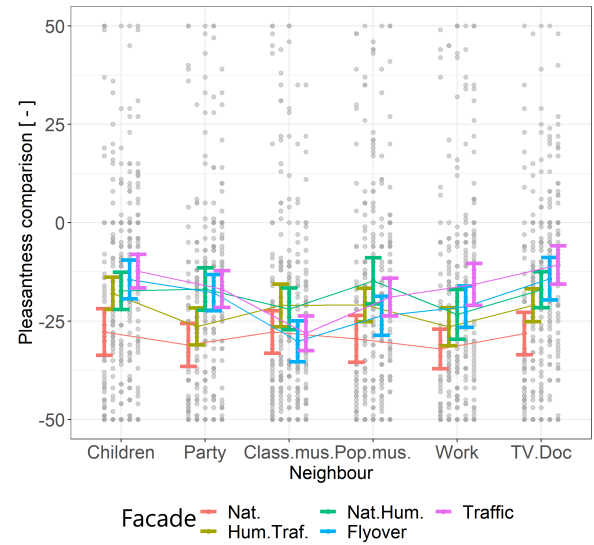 50
25
0
-25
-50
Pleasantness comparison [ - ]
Children Party Class.mus. Pop.mus. Work TV.Doc
Neighbour
Facade Nat. Nat.Hum. Traffic
Hum.Traf. Flyover